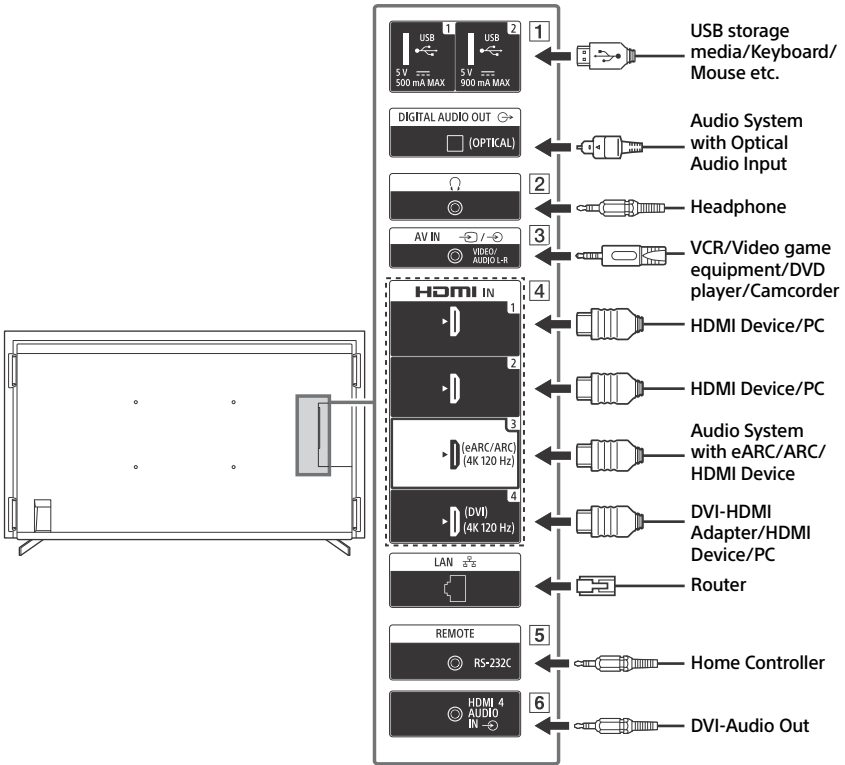 1
USB
1
USB
2
5 V
500 mA MAX
5 V
900 mA MAX
USB storage
media/Keyboard/
Mouse etc.
DIGITAL AUDIO OUT
(OPTICAL)
Audio System
with Optical
Audio Input
2
Headphone
3
AV IN
/
VIDEO/
AUDIO L-R
VCR/Video game
equipment/DVD
player/Camcorder
4
HDMI IN
1
HDMI Device/PC
2
HDMI Device/PC
3
(eARC/ARC)
(4K 120 Hz)
Audio System
with eARC/ARC/
HDMI Device
4
(DVI)
(4K 120 Hz)
DVI-HDMI
Adapter/HDMI
Device/PC
LAN
Router
5
REMOTE
RS-232C
Home Controller
6
HDMI 4
AUDIO
IN
DVI-Audio Out